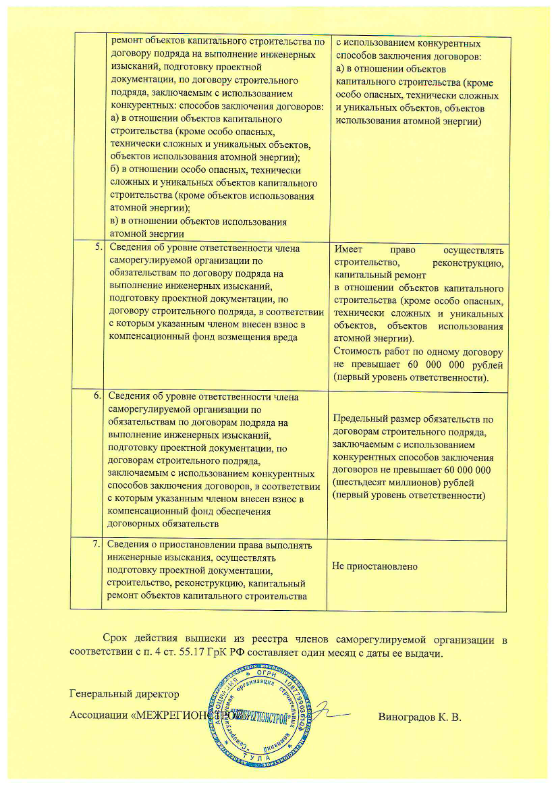 ремонт объектов капитального строительства по
договору подряда на выполнение инженерных
изысканий, подготовку проектной
документации, по договору строительного
подряда, заключаемым с использованием
конкурентных: способов заключения договоров:
а) в отношении объектов капитального
строительства (кроме особо опасных,
технически сложных и уникальных объектов,
объектов использования атомной энергии);
б) в отношении особо опасных, технически
сложных и уникальных объектов капитального
строительства (кроме объектов использования
атомной энергии);
в) в отношении объектов использования
атомной энергии
с использованием конкурентных
способов заключения договоров:
а) в отношении объектов
капитального строительства (кроме
особо опасных, технически сложных
и уникальных объектов, объектов
использования атомной энергии)
5.
Сведения об уровне ответственности члена
саморегулируемой организации по
обязательствам по договору подряда на
выполнение инженерных изысканий,
подготовку проектной документации, по
договору строительного подряда, в соответствии
с которым указанным членом внесен взнос в
компенсационный фонд возмещения вреда
Имеет право осуществлять
строительство, реконструкцию,
капитальный ремонт
в отношении объектов капитального
строительства (кроме особо опасных,
технически сложных и уникальных
объектов, объектов использования
атомной энергии).
Стоимость работ по одному договору
не превышает 60 000 000 рублей
(первый уровень ответственности).
6.
Сведения об уровне ответственности члена
саморегулируемой организации по
обязательствам по договорам подряда на
выполнение инженерных изысканий,
подготовку проектной документации, по
договорам строительного подряда,
заключаемым с использованием конкурентных
способов заключения договоров, в соответствии
с которым указанным членом внесен взнос в
компенсационный фонд обеспечения
договорных обязательств
Предельный размер обязательств по
договорам строительного подряда,
заключаемым с использованием
конкурентных способов заключения
договоров не превышает 60 000 000
(шестьдесят миллионов) рублей
(первый уровень ответственности)
7.
Сведения о приостановлении права выполнять
инженерные изыскания, осуществлять
подготовку проектной документации,
строительство, реконструкцию, капитальный
ремонт объектов капитального строительства
Не приостановлено
Срок действия выписки из реестра членов саморегулируемой организации в
соответствии с п. 4 ст. 55.17 ГрК РФ составляет один месяц с даты ее выдачи.
Генеральный директор
Ассоциации «МЕЖРЕГИОНСТРОЙ»
Виноградов К. В.
ОГРН
ТУЛА